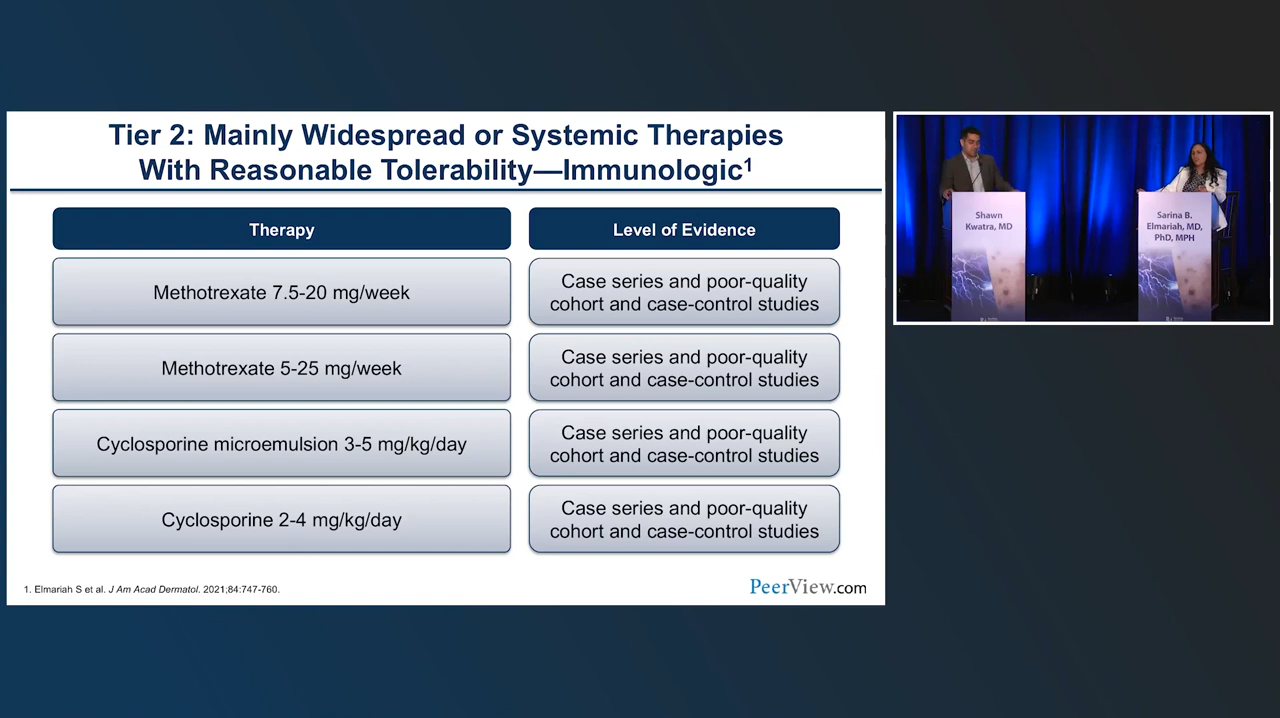 Tier 2: Mainly Widespread or Systemic Therapies
With Reasonable Tolerability—Immunologic1
Therapy
Level of Evidence
Methotrexate 7.5-20 mg/week
Case series and poor-quality
cohort and case-control studies
Methotrexate 5-25 mg/week
Case series and poor-quality
cohort and case-control studies
Cyclosporine microemulsion 3-5 mg/kg/day
Case series and poor-quality
cohort and case-control studies
Cyclosporine 2-4 mg/kg/day
Case series and poor-quality
cohort and case-control studies
1. Elmariah S et al. J Am Acad Dermatol. 2021;84:747-760.
PeerView.com
Shawn
Kwatra, MD
Sarina B.
Elmariah, MD,
PhD, MPH